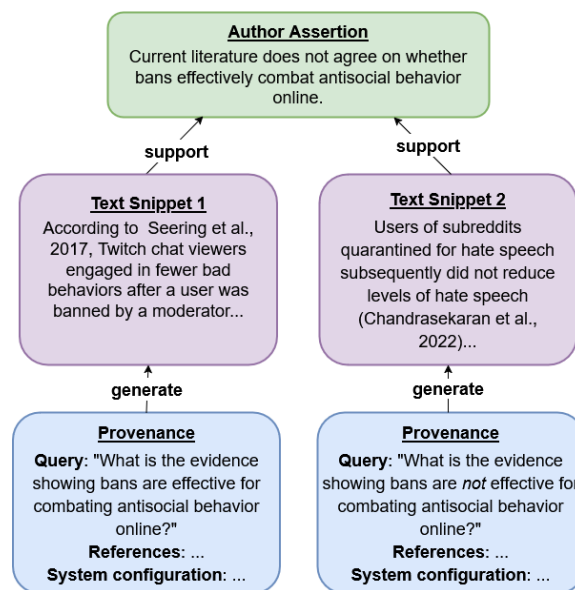 Author Assertion
Current literature does not agree on whether
bans effectively combat antisocial behavior
online.
support
support
Text Snippet 1
According to Seering et al.,
2017, Twitch chat viewers
engaged in fewer bad
behaviors after a user was
banned by a moderator...
Text Snippet 2
Users of subreddits
quarantined for hate speech
subsequently did not reduce
levels of hate speech
(Chandrasekaran et al.,
2022)...
generate
generate
Provenance
Query: "What is the evidence
showing bans are effective for
combating antisocial behavior
online?"
References: ...
System configuration: ...
Provenance
Query: "What is the evidence
showing bans are not effective for
combating antisocial behavior
online?"
References: ...
System configuration: ...